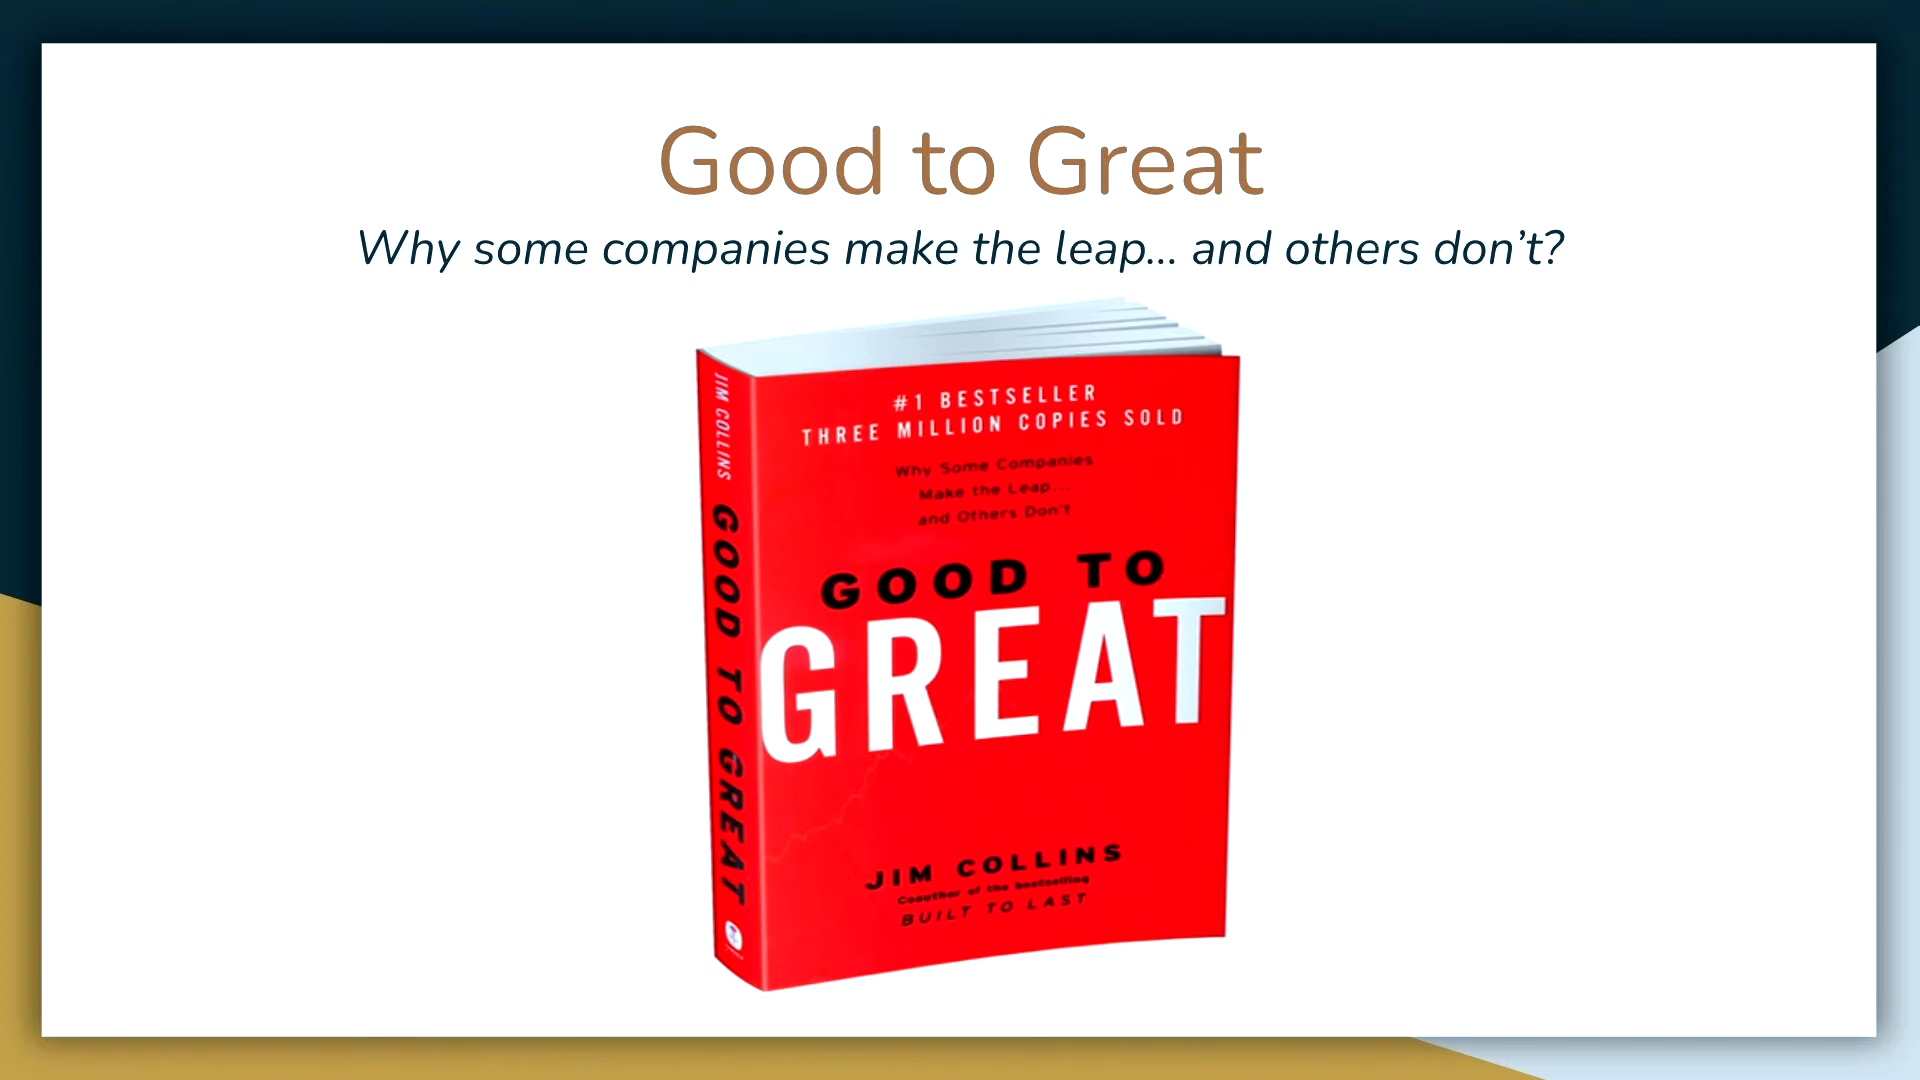 Good to Great
Why some companies make the leap... and others don’t?
#1 BESTSELLER
THREE MILLION COPIES SOLD
Why Some Companies
Make the Leap...
and Others Don't
GOOD TO
GREAT
JIM COLLINS
Coauthor of the bestselling
BUILT TO LAST
JIM COLLINS GOOD TO GREAT